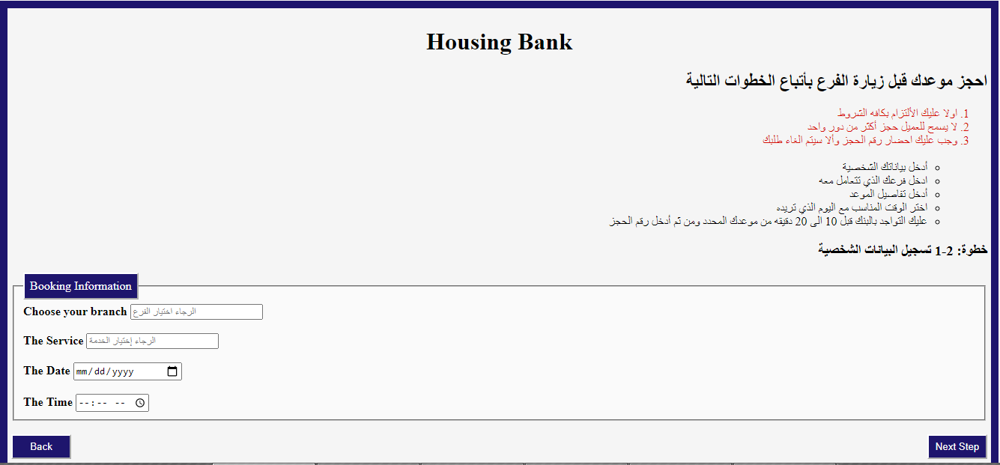 Housing Bank
احجز موعدك قبل زيارة الفرع بأتباع الخطوات التالية
1. اولا عليك الألتزام بكافه الشروط
2. لا يسمح للعميل حجز أكثر من دور واحد
3. وجب عليك احضار رقم الحجز وألا سيتم الغاء طلبك
أدخل بياناتك الشخصية
ادخل فرعك الذي تتعامل معه
أدخل تفاصيل الموعد
اختر الوقت المناسب مع اليوم الذي تريده
عليك التواجد بالبنك قبل 10 الى 20 دقيقه من موعدك المحدد ومن ثم أدخل رقم الحجز
خطوة: 2-1 تسجيل البيانات الشخصية
Booking Information
Choose your branch الرجاء اختيار الفرع
The Service الرجاء إختيار الخدمة
The Date mm/dd/yyyy
The Time --:-- --
Back
Next Step